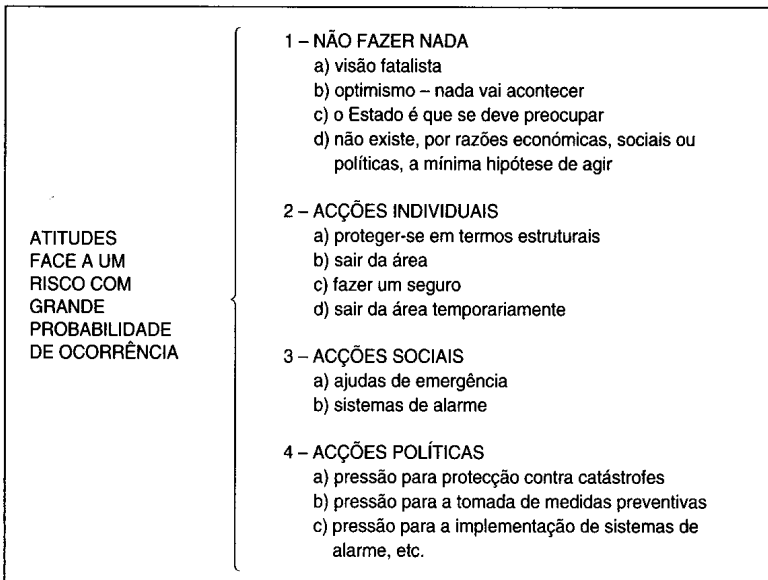 ATITUDES
FACE A UM
RISCO COM
GRANDE
PROBABILIDADE
DE OCORRÊNCIA
1 – NÃO FAZER NADA
a) visão fatalista
b) optimismo – nada vai acontecer
c) o Estado é que se deve preocupar
d) não existe, por razões económicas, sociais ou
políticas, a mínima hipótese de agir
2 – ACÇÕES INDIVIDUAIS
a) proteger-se em termos estruturais
b) sair da área
c) fazer um seguro
d) sair da área temporariamente
3 – ACÇÕES SOCIAIS
a) ajudas de emergência
b) sistemas de alarme
4 – ACÇÕES POLÍTICAS
a) pressão para protecção contra catástrofes
b) pressão para a tomada de medidas preventivas
c) pressão para a implementação de sistemas de
alarme, etc.